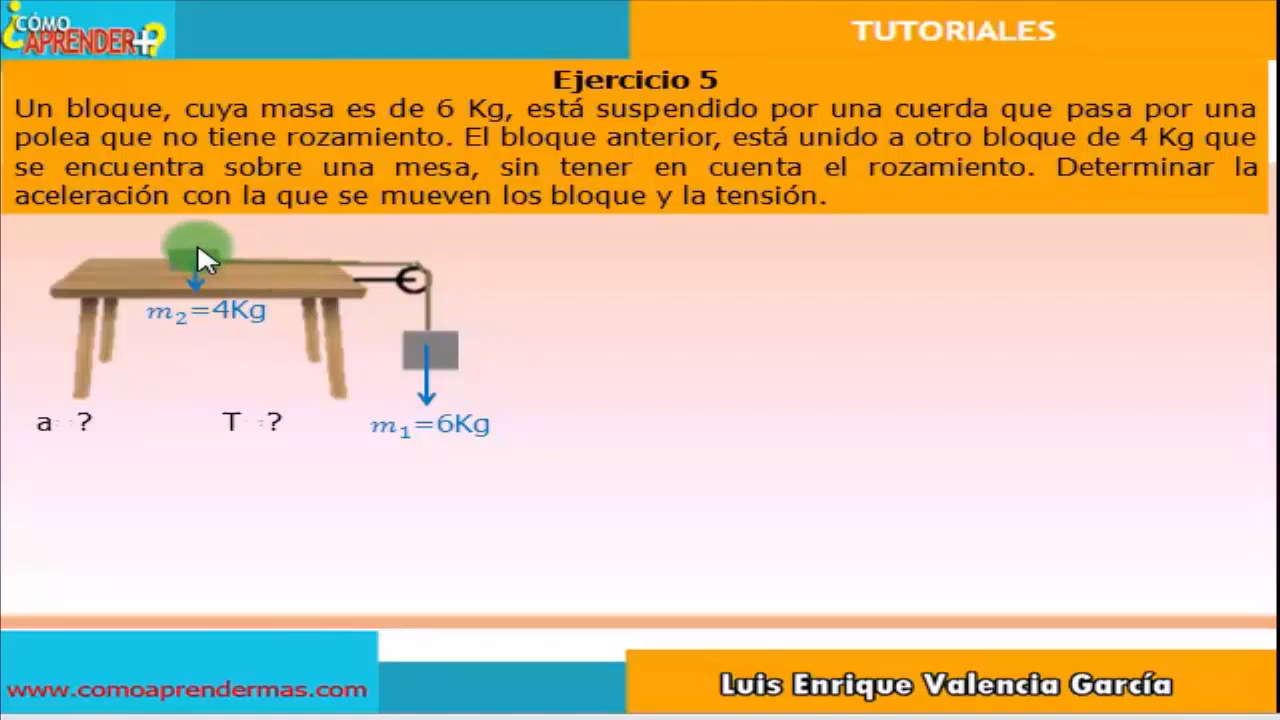 ¿CÓMO
APRENDER+?
TUTORIALES
Ejercicio 5
Un bloque, cuya masa es de 6 Kg, está suspendido por una cuerda que pasa por una
polea que no tiene rozamiento. El bloque anterior, está unido a otro bloque de 4 Kg que
se encuentra sobre una mesa, sin tener en cuenta el rozamiento. Determinar la
aceleración con la que se mueven los bloque y la tensión.
m₂=4Kg
a ? T ?
m₁=6Kg
www.comoaprendermas.com
Luis Enrique Valencia García